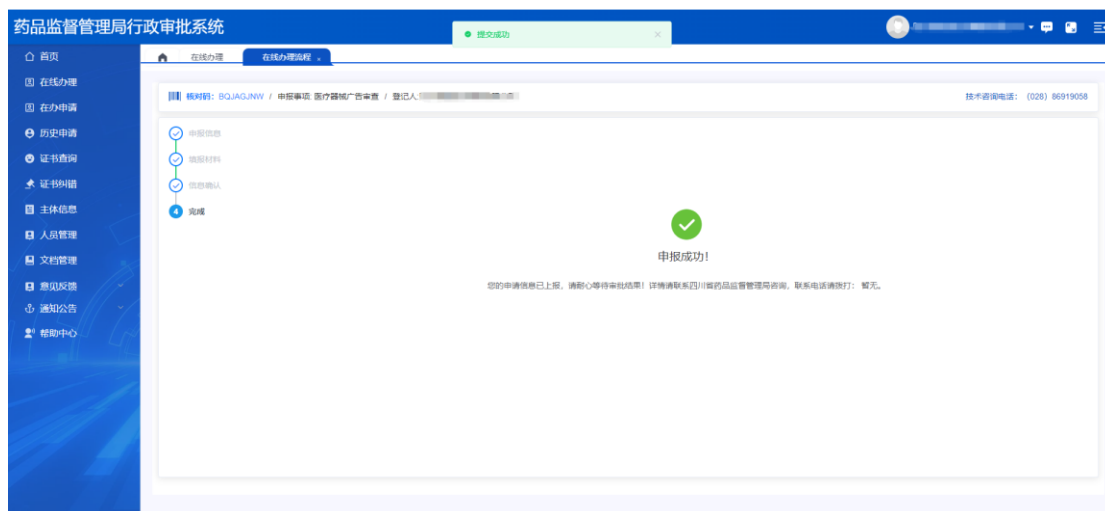 药品监督管理局行政审批系统
提交成功
首页
在线办理
在办申请
历史申请
证书查询
证书纠错
主体信息
人员管理
文档管理
意见反馈
通知公告
帮助中心
在线办理
在线办理流程
核对码：BQJAGJNW / 申报事项 医疗器械广告审查 / 登记人
技术咨询电话：（028）86919058
申报信息
填报材料
信息确认
4 完成
申报成功！
您的申请信息已上报，请耐心等待审批结果！详情请联系四川省药品监督管理局咨询，联系电话请拨打： 暂无。